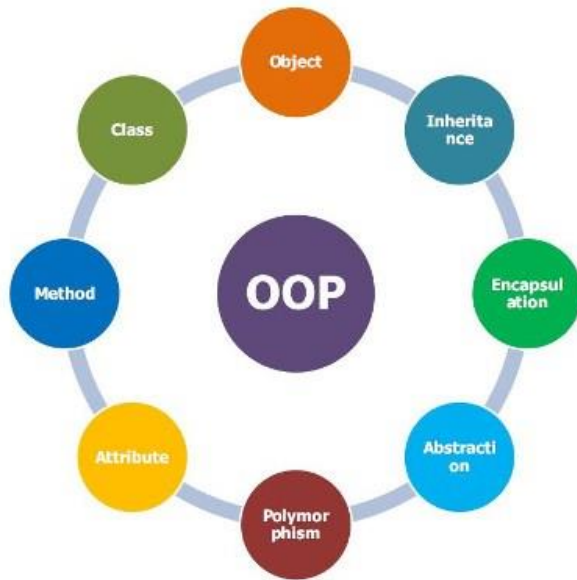 Object
Inherita
nce
Encapsul
ation
Abstracti
on
Polymor
phism
Attribute
Method
Class
OOP